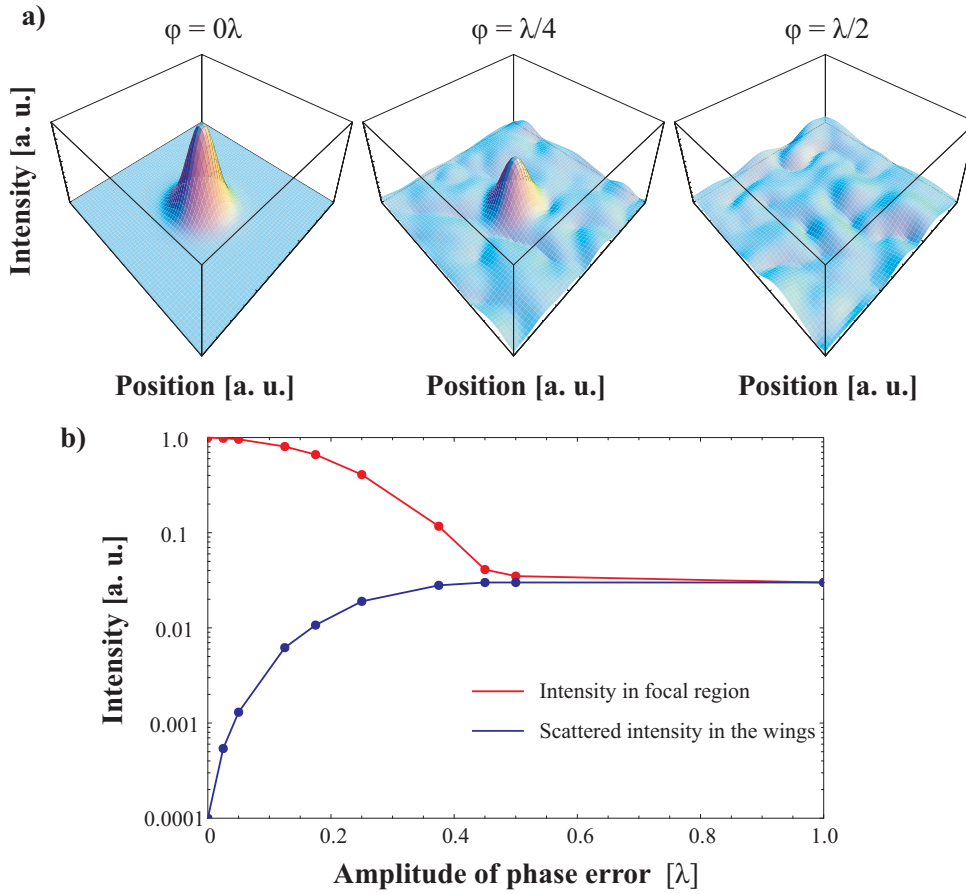 a)
φ = 0λ
φ = λ/4
φ = λ/2
Intensity [a. u.]
Position [a. u.]
Position [a. u.]
Position [a. u.]
b)
1.0
0.1
0.01
0.001
0.0001
Intensity [a. u.]
Intensity in focal region
Scattered intensity in the wings
0
0.2
0.4
0.6
0.8
1.0
Amplitude of phase error [λ]